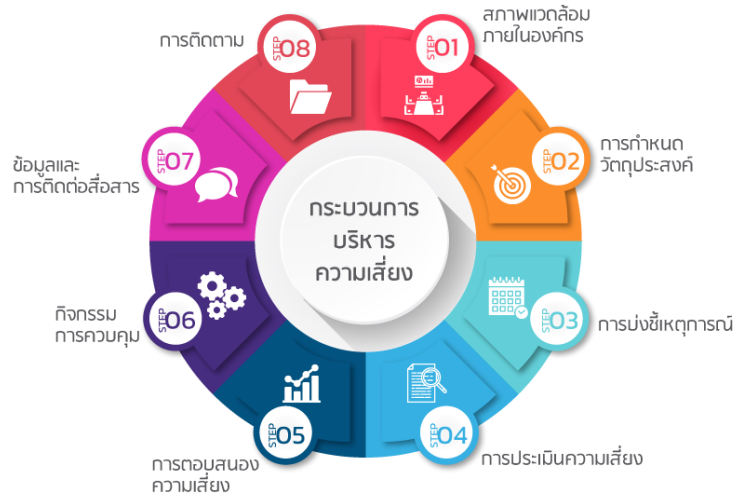 กระบวนการ
บริหาร
ความเสี่ยง
STEP 01
สภาพแวดล้อม
ภายในองค์กร
STEP 02
การกำหนด
วัตถุประสงค์
STEP 03
การบ่งชี้เหตุการณ์
STEP 04
การประเมินความเสี่ยง
STEP 05
การตอบสนอง
ความเสี่ยง
STEP 06
กิจกรรม
การควบคุม
STEP 07
ข้อมูลและ
การติดต่อสื่อสาร
STEP 08
การติดตาม